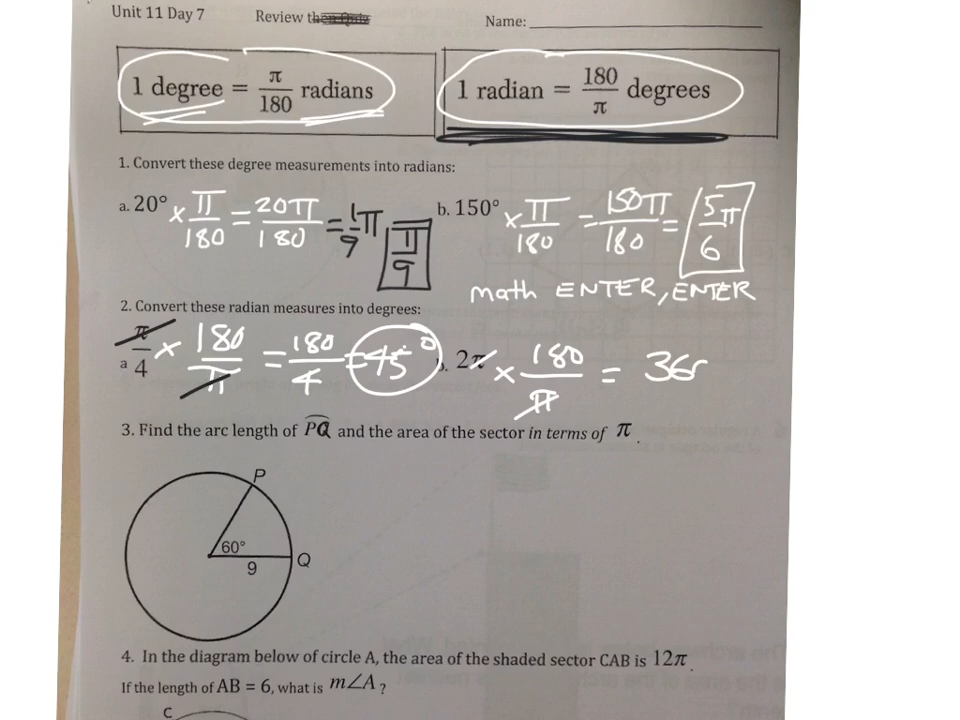 Unit 11 Day 7 Review Name:
1 degree = π/180 radians
1 radian = 180/π degrees
1. Convert these degree measurements into radians:
a. 20° × π/180 = 20π/180 = 1/9 π π/9
b. 150° × π/180 = 150π/180 = 5π/6
math ENTER, ENTER
2. Convert these radian measures into degrees:
a π/4 × 180/π = 180/4 = 45°
b. 2π × 180/π = 360
3. Find the arc length of PQ and the area of the sector in terms of π .
P
60°
9
Q
4. In the diagram below of circle A, the area of the shaded sector CAB is 12π .
If the length of AB = 6, what is m∠A ?
C